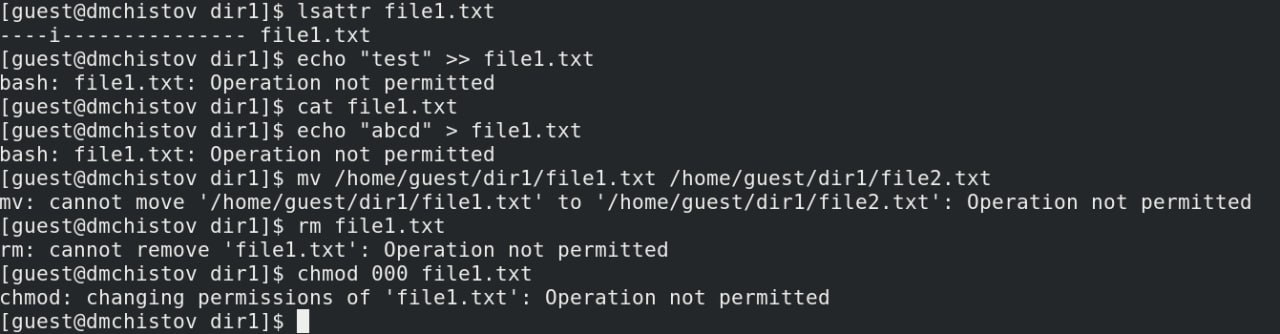 [guest@dmchistov dir1]$ lsattr file1.txt
----i--------------- file1.txt
[guest@dmchistov dir1]$ echo "test" >> file1.txt
bash: file1.txt: Operation not permitted
[guest@dmchistov dir1]$ cat file1.txt
[guest@dmchistov dir1]$ echo "abcd" > file1.txt
bash: file1.txt: Operation not permitted
[guest@dmchistov dir1]$ mv /home/guest/dir1/file1.txt /home/guest/dir1/file2.txt
mv: cannot move '/home/guest/dir1/file1.txt' to '/home/guest/dir1/file2.txt': Operation not permitted
[guest@dmchistov dir1]$ rm file1.txt
rm: cannot remove 'file1.txt': Operation not permitted
[guest@dmchistov dir1]$ chmod 000 file1.txt
chmod: changing permissions of 'file1.txt': Operation not permitted
[guest@dmchistov dir1]$